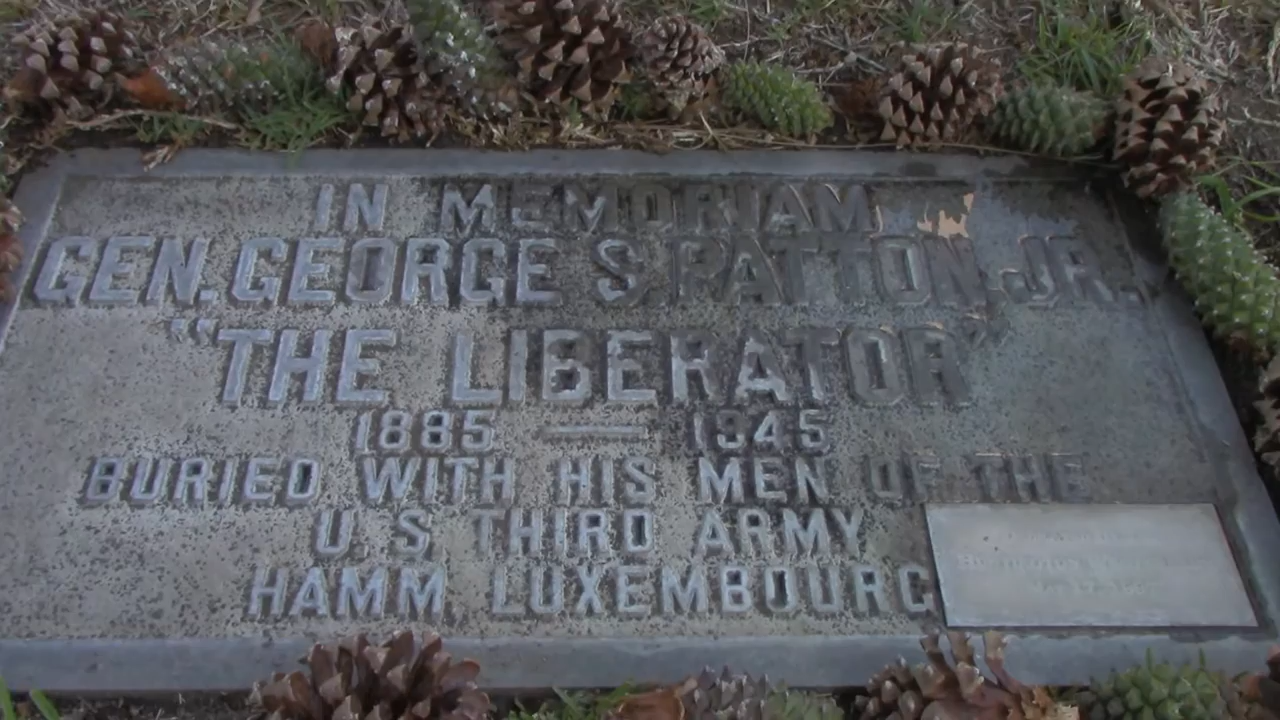 IN MEMORIAM
GEN. GEORGE S. PATTON JR.
"THE LIBERATOR"
1885 — 1945
BURIED WITH HIS MEN OF THE
U. S. THIRD ARMY
HAMM LUXEMBOURG